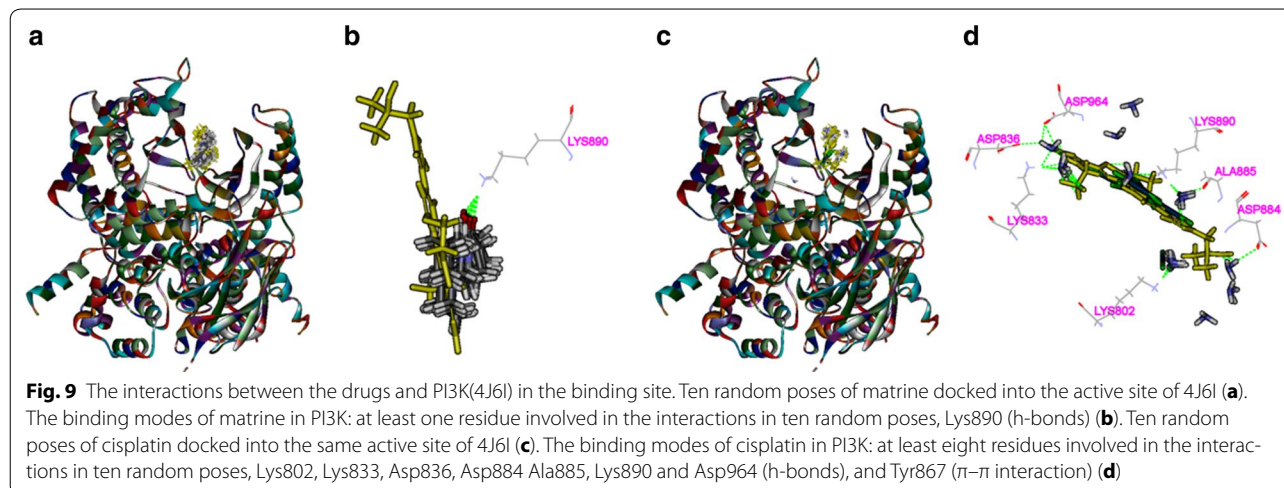 a
b
c
d
LYS890
ASP964
ASP836
LYS890
ALA885
LYS833
ASP884
LYS802
Fig. 9 The interactions between the drugs and PI3K(4J6I) in the binding site. Ten random poses of matrine docked into the active site of 4J6I (a).
The binding modes of matrine in PI3K: at least one residue involved in the interactions in ten random poses, Lys890 (h-bonds) (b). Ten random
poses of cisplatin docked into the same active site of 4J6I (c). The binding modes of cisplatin in PI3K: at least eight residues involved in the interac-
tions in ten random poses, Lys802, Lys833, Asp836, Asp884 Ala885, Lys890 and Asp964 (h-bonds), and Tyr867 (π–π interaction) (d)